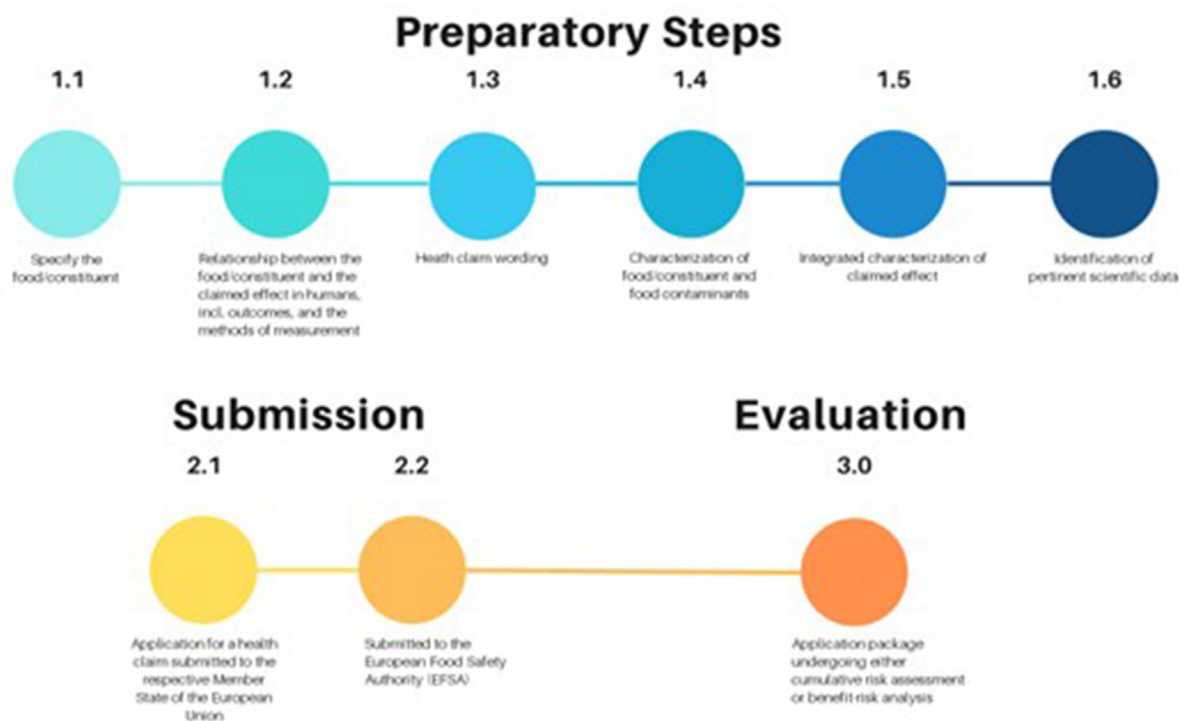 Preparatory Steps
1.1
1.2
1.3
1.4
1.5
1.6
Specify the
food/constituent
Relationship between the
food/constituent and the
claimed effect in humans,
incl. outcomes, and the
methods of measurement
Heath claim wording
Characterization of
food/constituent and
food contaminants
Integrated characterization of
claimed effect
Identification of
pertinent scientific data
Submission
2.1
2.2
Application for a health
claim submitted to the
respective Member
State of the European
Union
Submitted to the
European Food Safety
Authority (EFSA)
Evaluation
3.0
Application package
undergoing either
cumulative risk assessment
or benefit-risk analysis